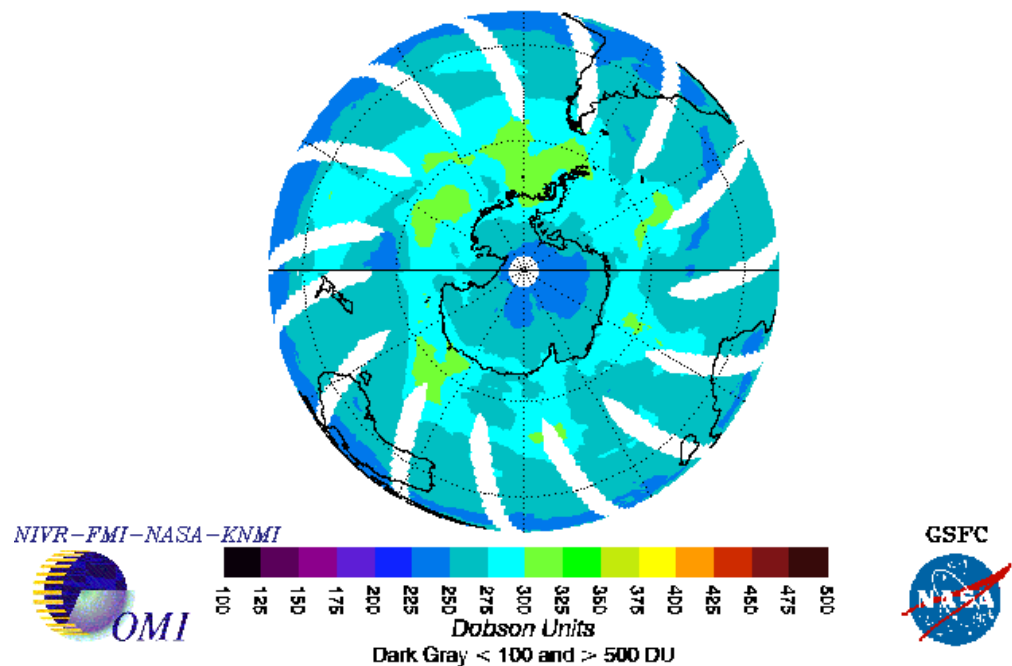 NIVR-FMI-NASA-KNMI
GSFC
OMI
NASA
100 125 150 175 200 225 250 275 300 325 350 375 400 425 450 475 500
Dobson Units
Dark Gray < 100 and > 500 DU